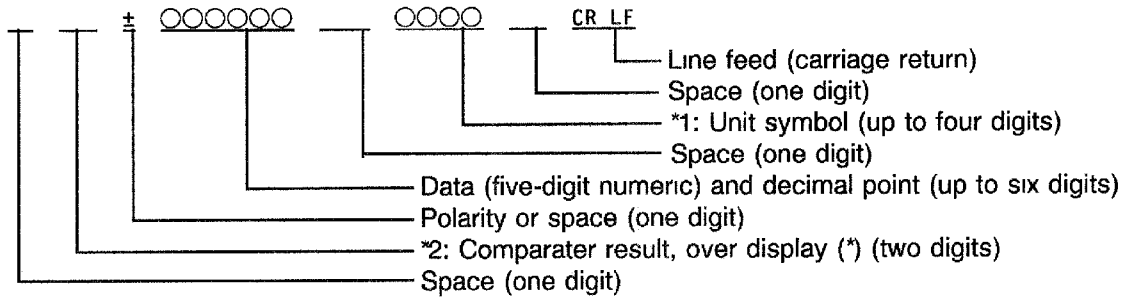 ± ○○○○○○ ○○○○ CR LF
Line feed (carriage return)
Space (one digit)
*1: Unit symbol (up to four digits)
Space (one digit)
Data (five-digit numeric) and decimal point (up to six digits)
Polarity or space (one digit)
*2: Comparater result, over display (*) (two digits)
Space (one digit)